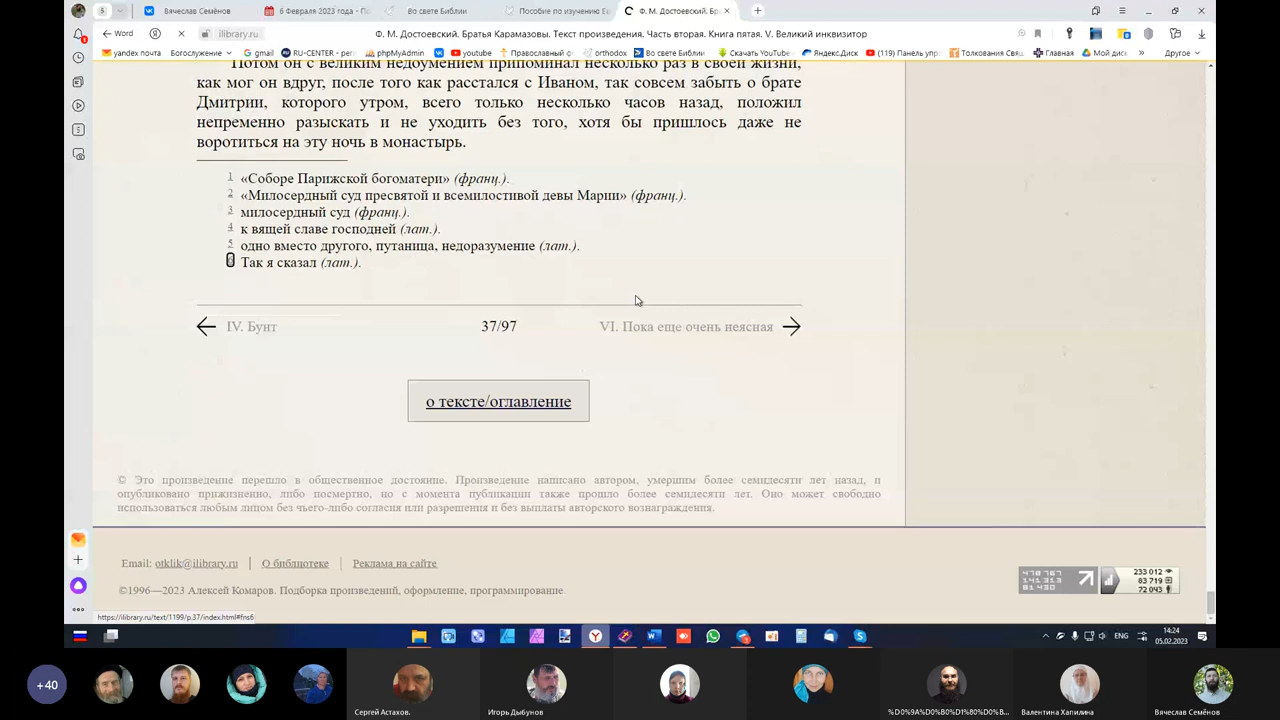 Вячеслав Семёнов
6 Февраля 2023 года - По
Во свете Библии
Пособие по изучению Ев
Ф. М. Достоевский. Бра
Word
ilibrary.ru
Ф. М. Достоевский. Братья Карамазовы. Текст произведения. Часть вторая. Книга пятая. V. Великий инквизитор
yandex почта
Богослужение
gmail
RU-CENTER - per
phpMyAdmin
youtube
Православный ф
orthodox
Во свете Библии
Скачать YouTube
Яндекс.Диск
(119) Панель упр
Толкования Свящ
Главная
Мой диск
Другое
Потом он с великим недоумением припоминал несколько раз в своей жизни,
как мог он вдруг, после того как расстался с Иваном, так совсем забыть о брате
Дмитрии, которого утром, всего только несколько часов назад, положил
непременно разыскать и не уходить без того, хотя бы пришлось даже не
воротиться на эту ночь в монастырь.
1 «Соборе Парижской богоматери» (франц.).
2 «Милосердный суд пресвятой и всемилостивой девы Марии» (франц.).
3 милосердный суд (франц.).
4 к вящей славе господней (лат.).
5 одно вместо другого, путаница, недоразумение (лат.).
6 Так я сказал (лат.).
IV. Бунт
37/97
VI. Пока еще очень неясная
о тексте/оглавление
© Это произведение перешло в общественное достояние. Произведение написано автором, умершим более семидесяти лет назад, и
опубликовано прижизненно, либо посмертно, но с момента публикации также прошло более семидесяти лет. Оно может свободно
использоваться любым лицом без чьего-либо согласия или разрешения и без выплаты авторского вознаграждения.
Email: otklik@ilibrary.ru | О библиотеке | Реклама на сайте
©1996—2023 Алексей Комаров. Подборка произведений, оформление, программирование
233 012
83 719
72 043
https://ilibrary.ru/text/1199/p.37/index.html#fns6
ENG
14:24
05.02.2023
+40
Сергей Астахов.
Игорь Дыбунов
%D0%9A%D0%B0%D1%80%D0%B...
Валентина Хапилина
Вячеслав Семёнов